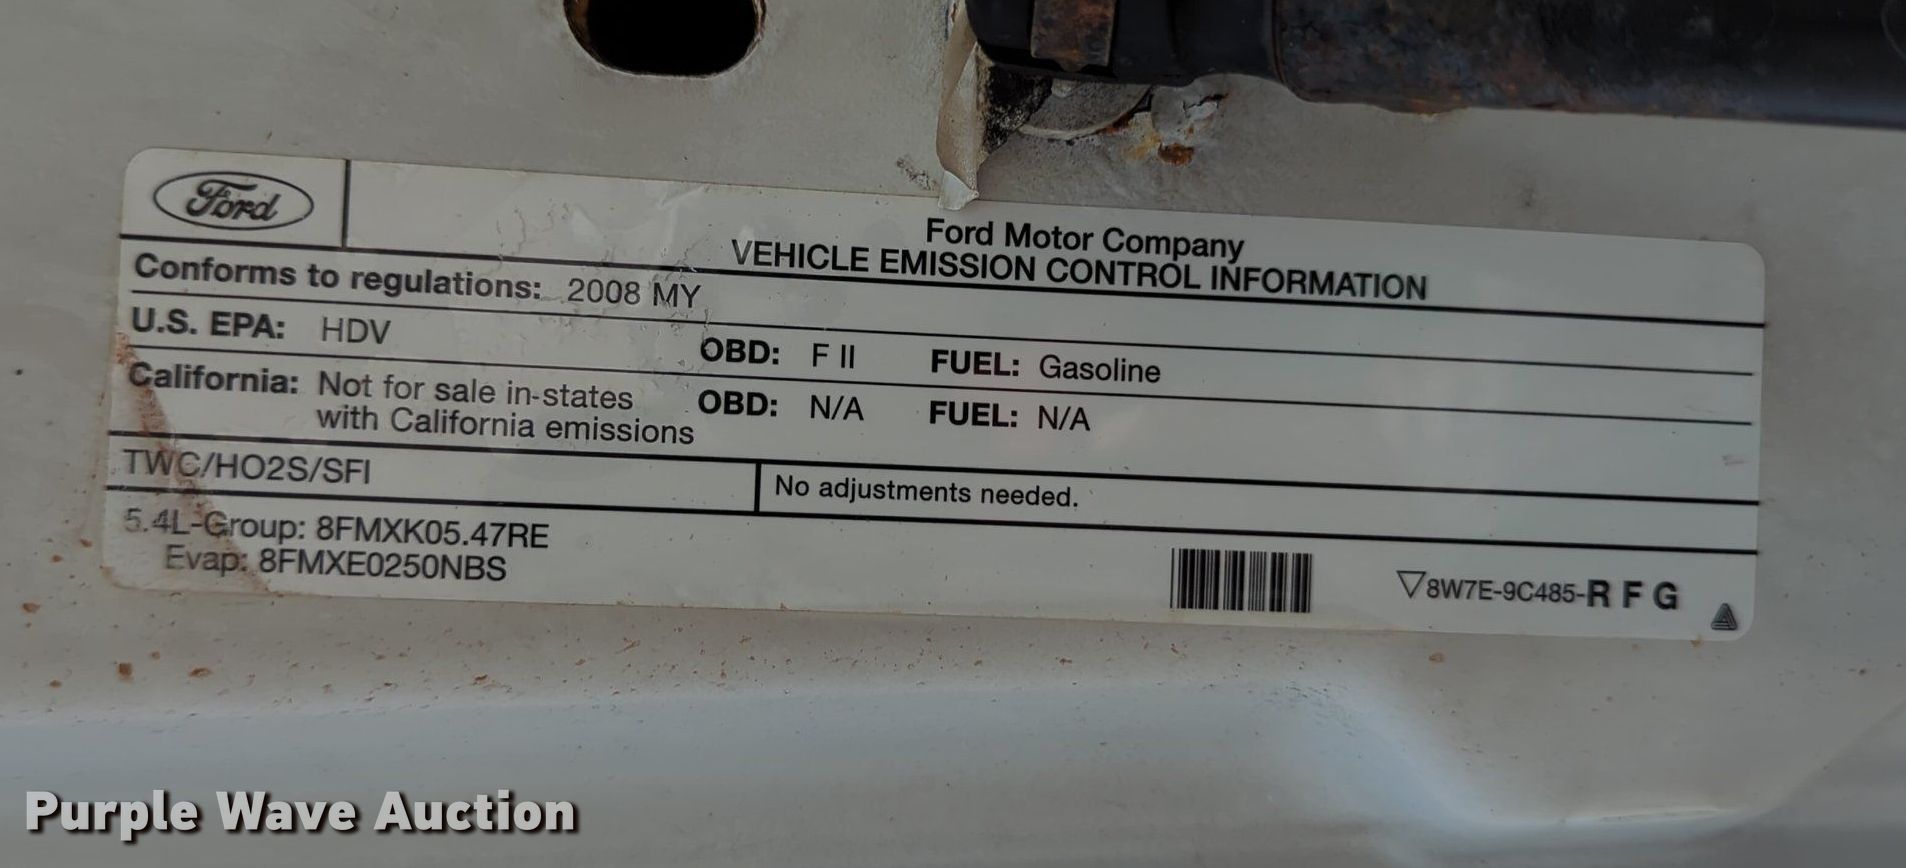 Ford
Ford Motor Company
VEHICLE EMISSION CONTROL INFORMATION
Conforms to regulations: 2008 MY
U.S. EPA: HDV OBD: F II FUEL: Gasoline
California: Not for sale in-states OBD: N/A FUEL: N/A
with California emissions
TWC/HO2S/SFI No adjustments needed.
5.4L-Group: 8FMXK05.47RE
Evap: 8FMXE0250NBS
8W7E-9C485-R F G
Purple Wave Auction